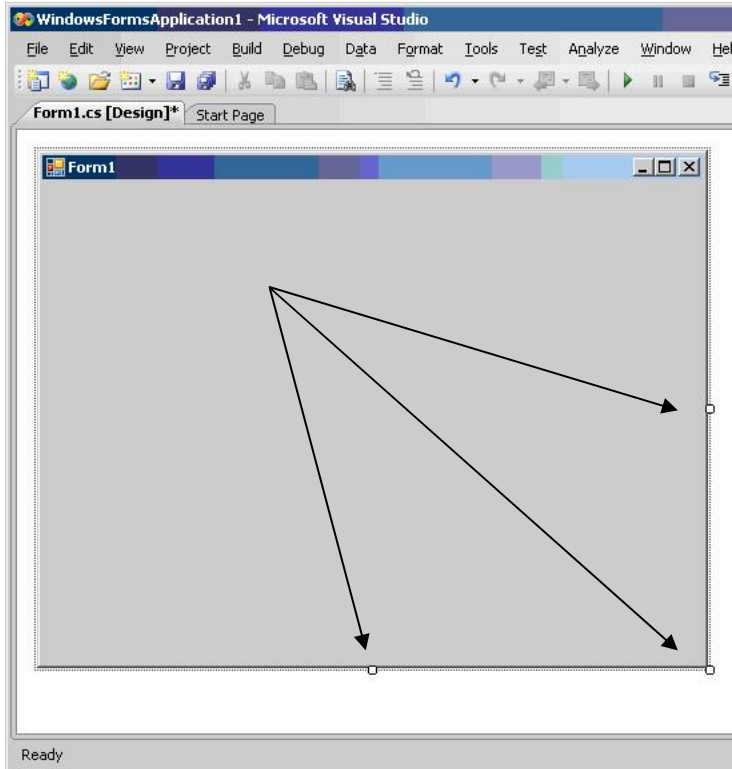 WindowsFormsApplication1 - Microsoft Visual Studio
File Edit View Project Build Debug Data Format Tools Test Analyze Window Hel
Form1.cs [Design]* Start Page
Form1
Ready